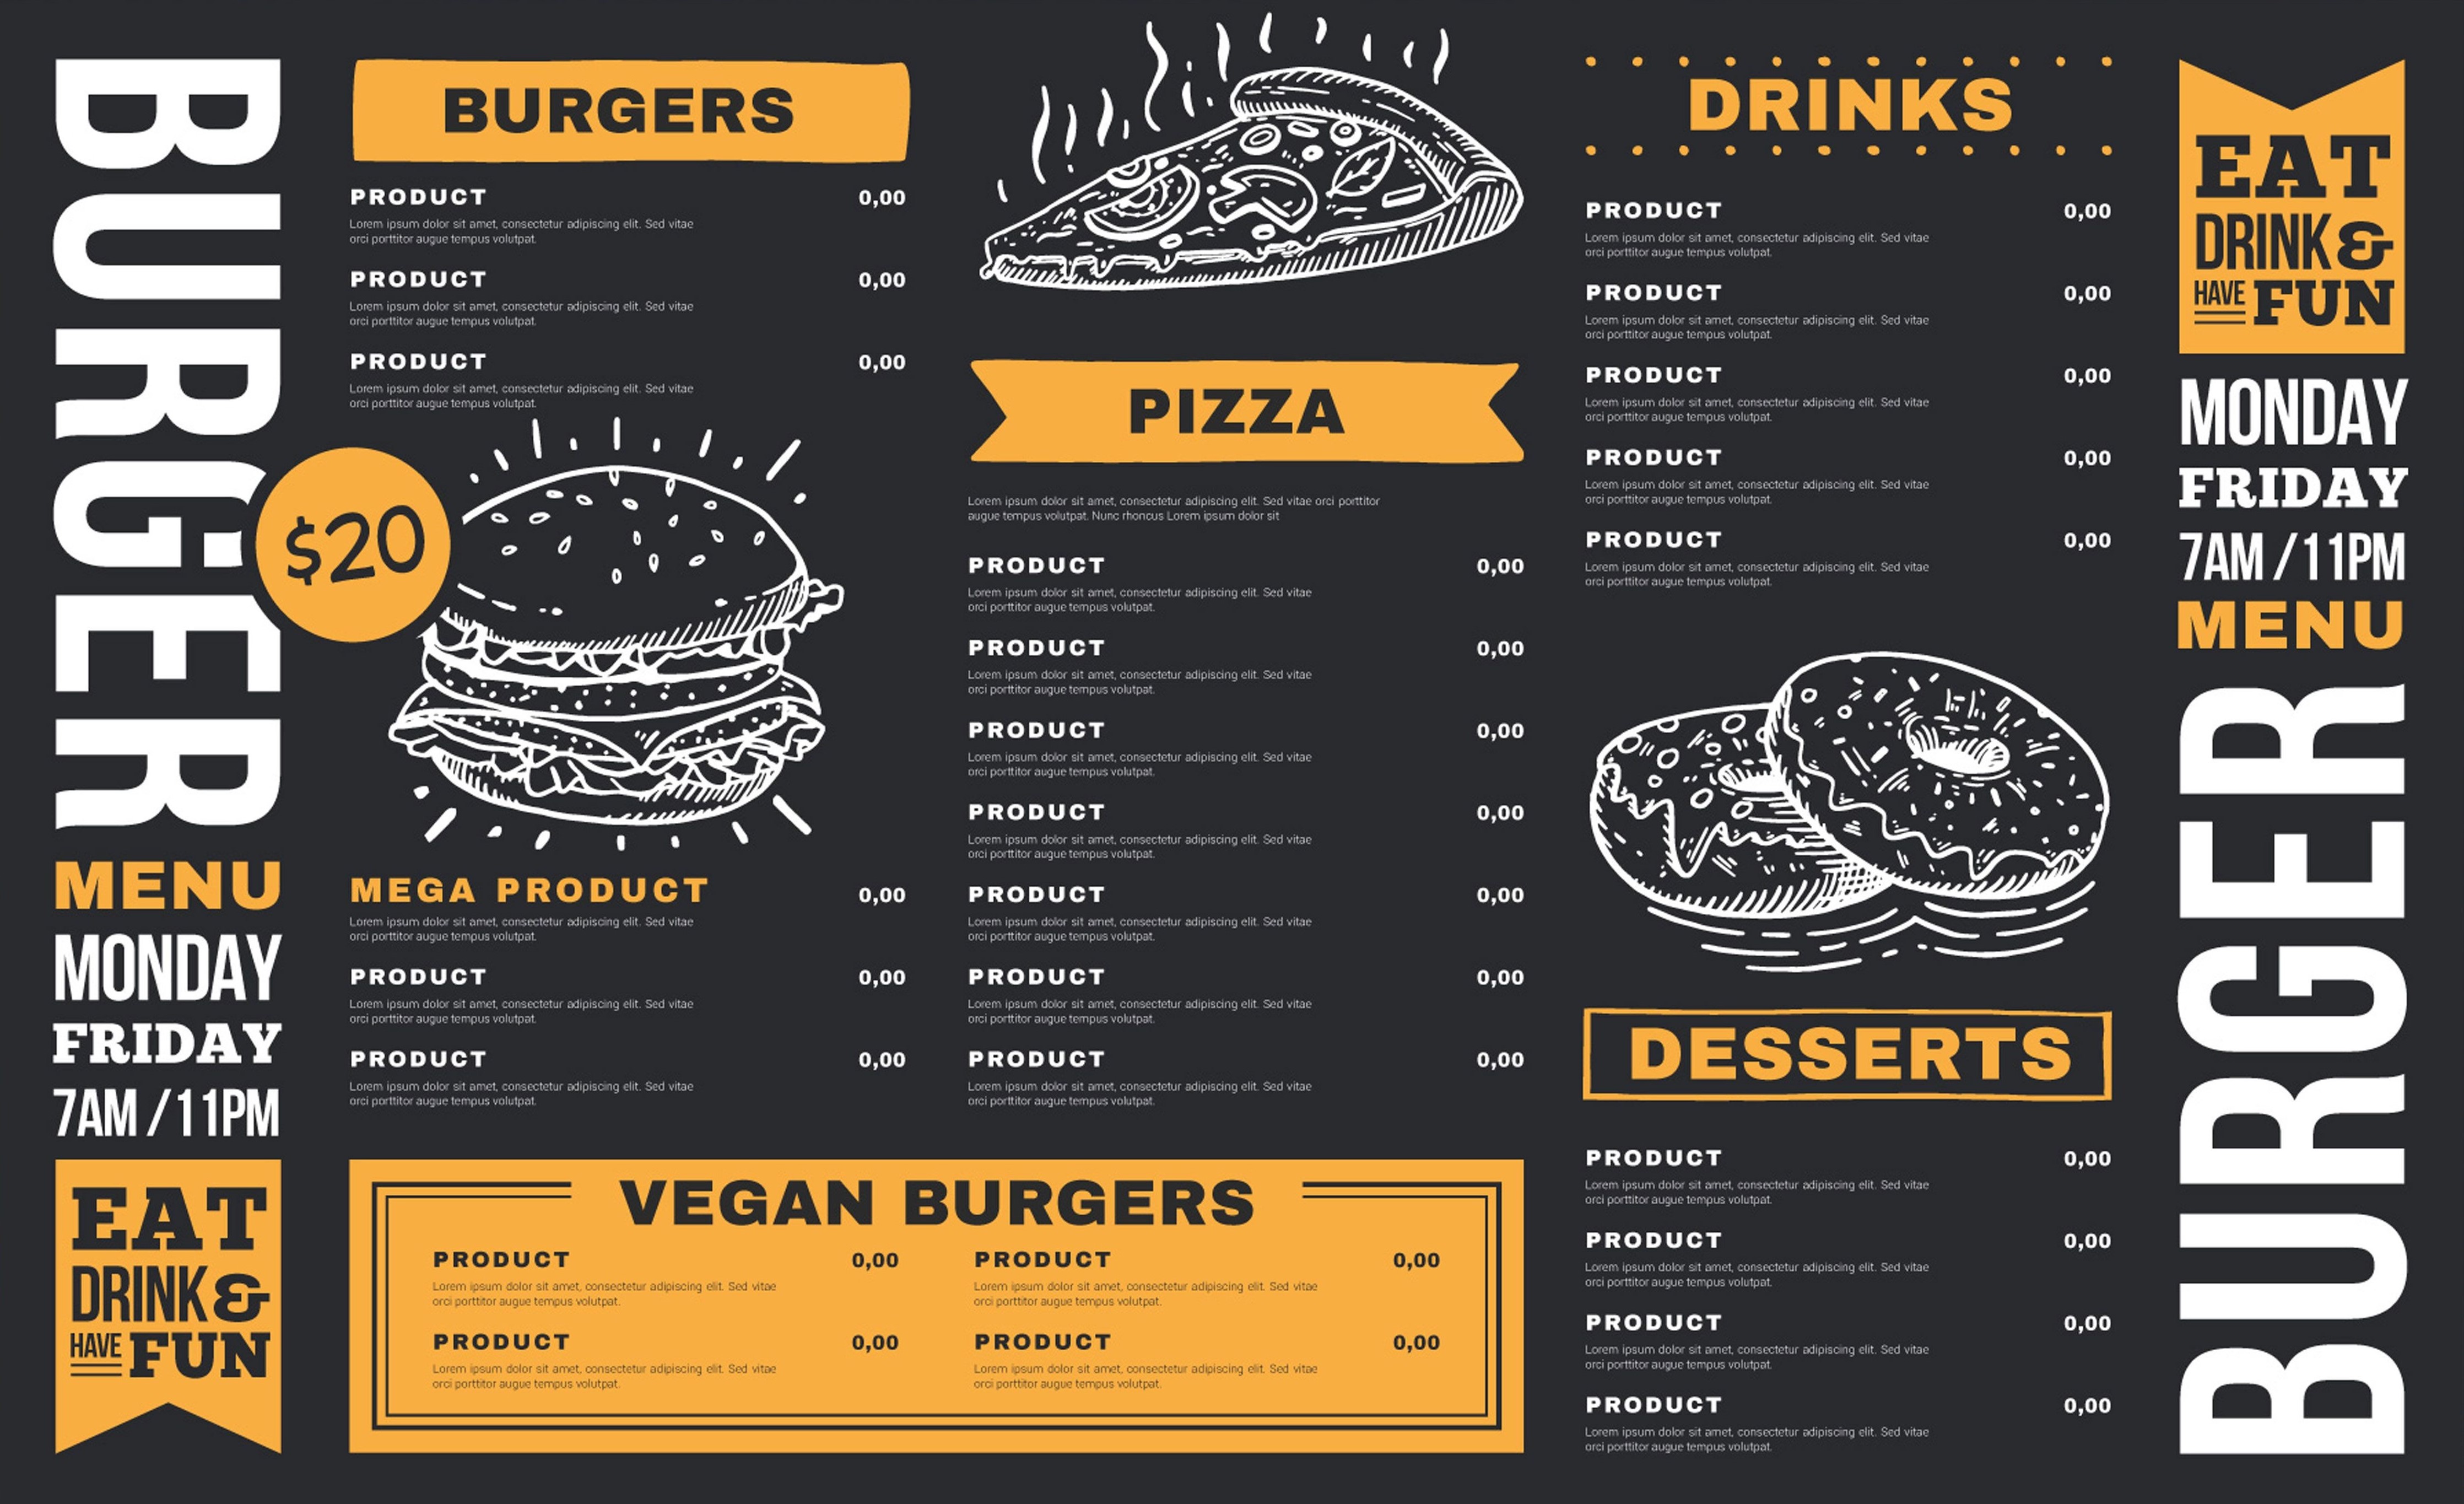 BURGER
MENU
MONDAY
FRIDAY
7AM / 11PM
EAT
DRINK &
HAVE FUN
BURGERS
PRODUCT 0,00
Lorem ipsum dolor sit amet, consectetur adipiscing elit. Sed vitae
orci porttitor augue tempus volutpat.
PRODUCT 0,00
Lorem ipsum dolor sit amet, consectetur adipiscing elit. Sed vitae
orci porttitor augue tempus volutpat.
PRODUCT 0,00
Lorem ipsum dolor sit amet, consectetur adipiscing elit. Sed vitae
orci porttitor augue tempus volutpat.
$20
MEGA PRODUCT 0,00
Lorem ipsum dolor sit amet, consectetur adipiscing elit. Sed vitae
orci porttitor augue tempus volutpat.
PRODUCT 0,00
Lorem ipsum dolor sit amet, consectetur adipiscing elit. Sed vitae
orci porttitor augue tempus volutpat.
PRODUCT 0,00
Lorem ipsum dolor sit amet, consectetur adipiscing elit. Sed vitae
orci porttitor augue tempus volutpat.
PIZZA
Lorem ipsum dolor sit amet, consectetur adipiscing elit. Sed vitae orci porttitor
augue tempus volutpat. Nunc rhoncus Lorem ipsum dolor sit
PRODUCT 0,00
Lorem ipsum dolor sit amet, consectetur adipiscing elit. Sed vitae
orci porttitor augue tempus volutpat.
PRODUCT 0,00
Lorem ipsum dolor sit amet, consectetur adipiscing elit. Sed vitae
orci porttitor augue tempus volutpat.
PRODUCT 0,00
Lorem ipsum dolor sit amet, consectetur adipiscing elit. Sed vitae
orci porttitor augue tempus volutpat.
PRODUCT 0,00
Lorem ipsum dolor sit amet, consectetur adipiscing elit. Sed vitae
orci porttitor augue tempus volutpat.
PRODUCT 0,00
Lorem ipsum dolor sit amet, consectetur adipiscing elit. Sed vitae
orci porttitor augue tempus volutpat.
PRODUCT 0,00
Lorem ipsum dolor sit amet, consectetur adipiscing elit. Sed vitae
orci porttitor augue tempus volutpat.
PRODUCT 0,00
Lorem ipsum dolor sit amet, consectetur adipiscing elit. Sed vitae
orci porttitor augue tempus volutpat.
VEGAN BURGERS
PRODUCT 0,00
Lorem ipsum dolor sit amet, consectetur adipiscing elit. Sed vitae
orci porttitor augue tempus volutpat.
PRODUCT 0,00
Lorem ipsum dolor sit amet, consectetur adipiscing elit. Sed vitae
orci porttitor augue tempus volutpat.
PRODUCT 0,00
Lorem ipsum dolor sit amet, consectetur adipiscing elit. Sed vitae
orci porttitor augue tempus volutpat.
PRODUCT 0,00
Lorem ipsum dolor sit amet, consectetur adipiscing elit. Sed vitae
orci porttitor augue tempus volutpat.
DRINKS
PRODUCT 0,00
Lorem ipsum dolor sit amet, consectetur adipiscing elit. Sed vitae
orci porttitor augue tempus volutpat.
PRODUCT 0,00
Lorem ipsum dolor sit amet, consectetur adipiscing elit. Sed vitae
orci porttitor augue tempus volutpat.
PRODUCT 0,00
Lorem ipsum dolor sit amet, consectetur adipiscing elit. Sed vitae
orci porttitor augue tempus volutpat.
PRODUCT 0,00
Lorem ipsum dolor sit amet, consectetur adipiscing elit. Sed vitae
orci porttitor augue tempus volutpat.
PRODUCT 0,00
Lorem ipsum dolor sit amet, consectetur adipiscing elit. Sed vitae
orci porttitor augue tempus volutpat.
DESSERTS
PRODUCT 0,00
Lorem ipsum dolor sit amet, consectetur adipiscing elit. Sed vitae
orci porttitor augue tempus volutpat.
PRODUCT 0,00
Lorem ipsum dolor sit amet, consectetur adipiscing elit. Sed vitae
orci porttitor augue tempus volutpat.
PRODUCT 0,00
Lorem ipsum dolor sit amet, consectetur adipiscing elit. Sed vitae
orci porttitor augue tempus volutpat.
PRODUCT 0,00
Lorem ipsum dolor sit amet, consectetur adipiscing elit. Sed vitae
orci porttitor augue tempus volutpat.
EAT
DRINK &
HAVE FUN
MONDAY
FRIDAY
7AM / 11PM
MENU
BURGER